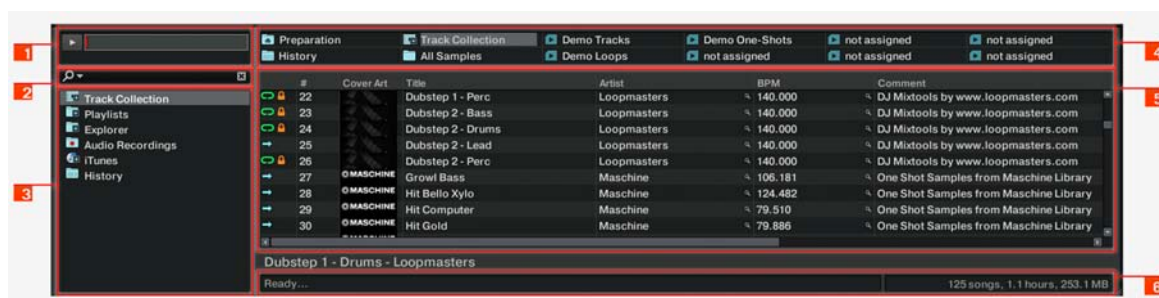 1
2
3
4
5
6
Preparation Track Collection Demo Tracks Demo One-Shots not assigned not assigned
History All Samples Demo Loops not assigned not assigned not assigned
Track Collection
Playlists
Explorer
Audio Recordings
iTunes
History
# Cover Art Title Artist BPM Comment
22 Dubstep 1 - Perc Loopmasters 140.000 DJ Mixtools by www.loopmasters.com
23 Dubstep 2 - Bass Loopmasters 140.000 DJ Mixtools by www.loopmasters.com
24 Dubstep 2 - Drums Loopmasters 140.000 DJ Mixtools by www.loopmasters.com
25 Dubstep 2 - Lead Loopmasters 140.000 DJ Mixtools by www.loopmasters.com
26 Dubstep 2 - Perc Loopmasters 140.000 DJ Mixtools by www.loopmasters.com
27 MASCHINE Growl Bass Maschine 106.181 One Shot Samples from Maschine Library
28 MASCHINE Hit Bello Xylo Maschine 124.482 One Shot Samples from Maschine Library
29 MASCHINE Hit Computer Maschine 79.510 One Shot Samples from Maschine Library
30 MASCHINE Hit Gold Maschine 79.886 One Shot Samples from Maschine Library
Dubstep 1 - Drums - Loopmasters
Ready... 125 songs, 1.1 hours, 253.1 MB